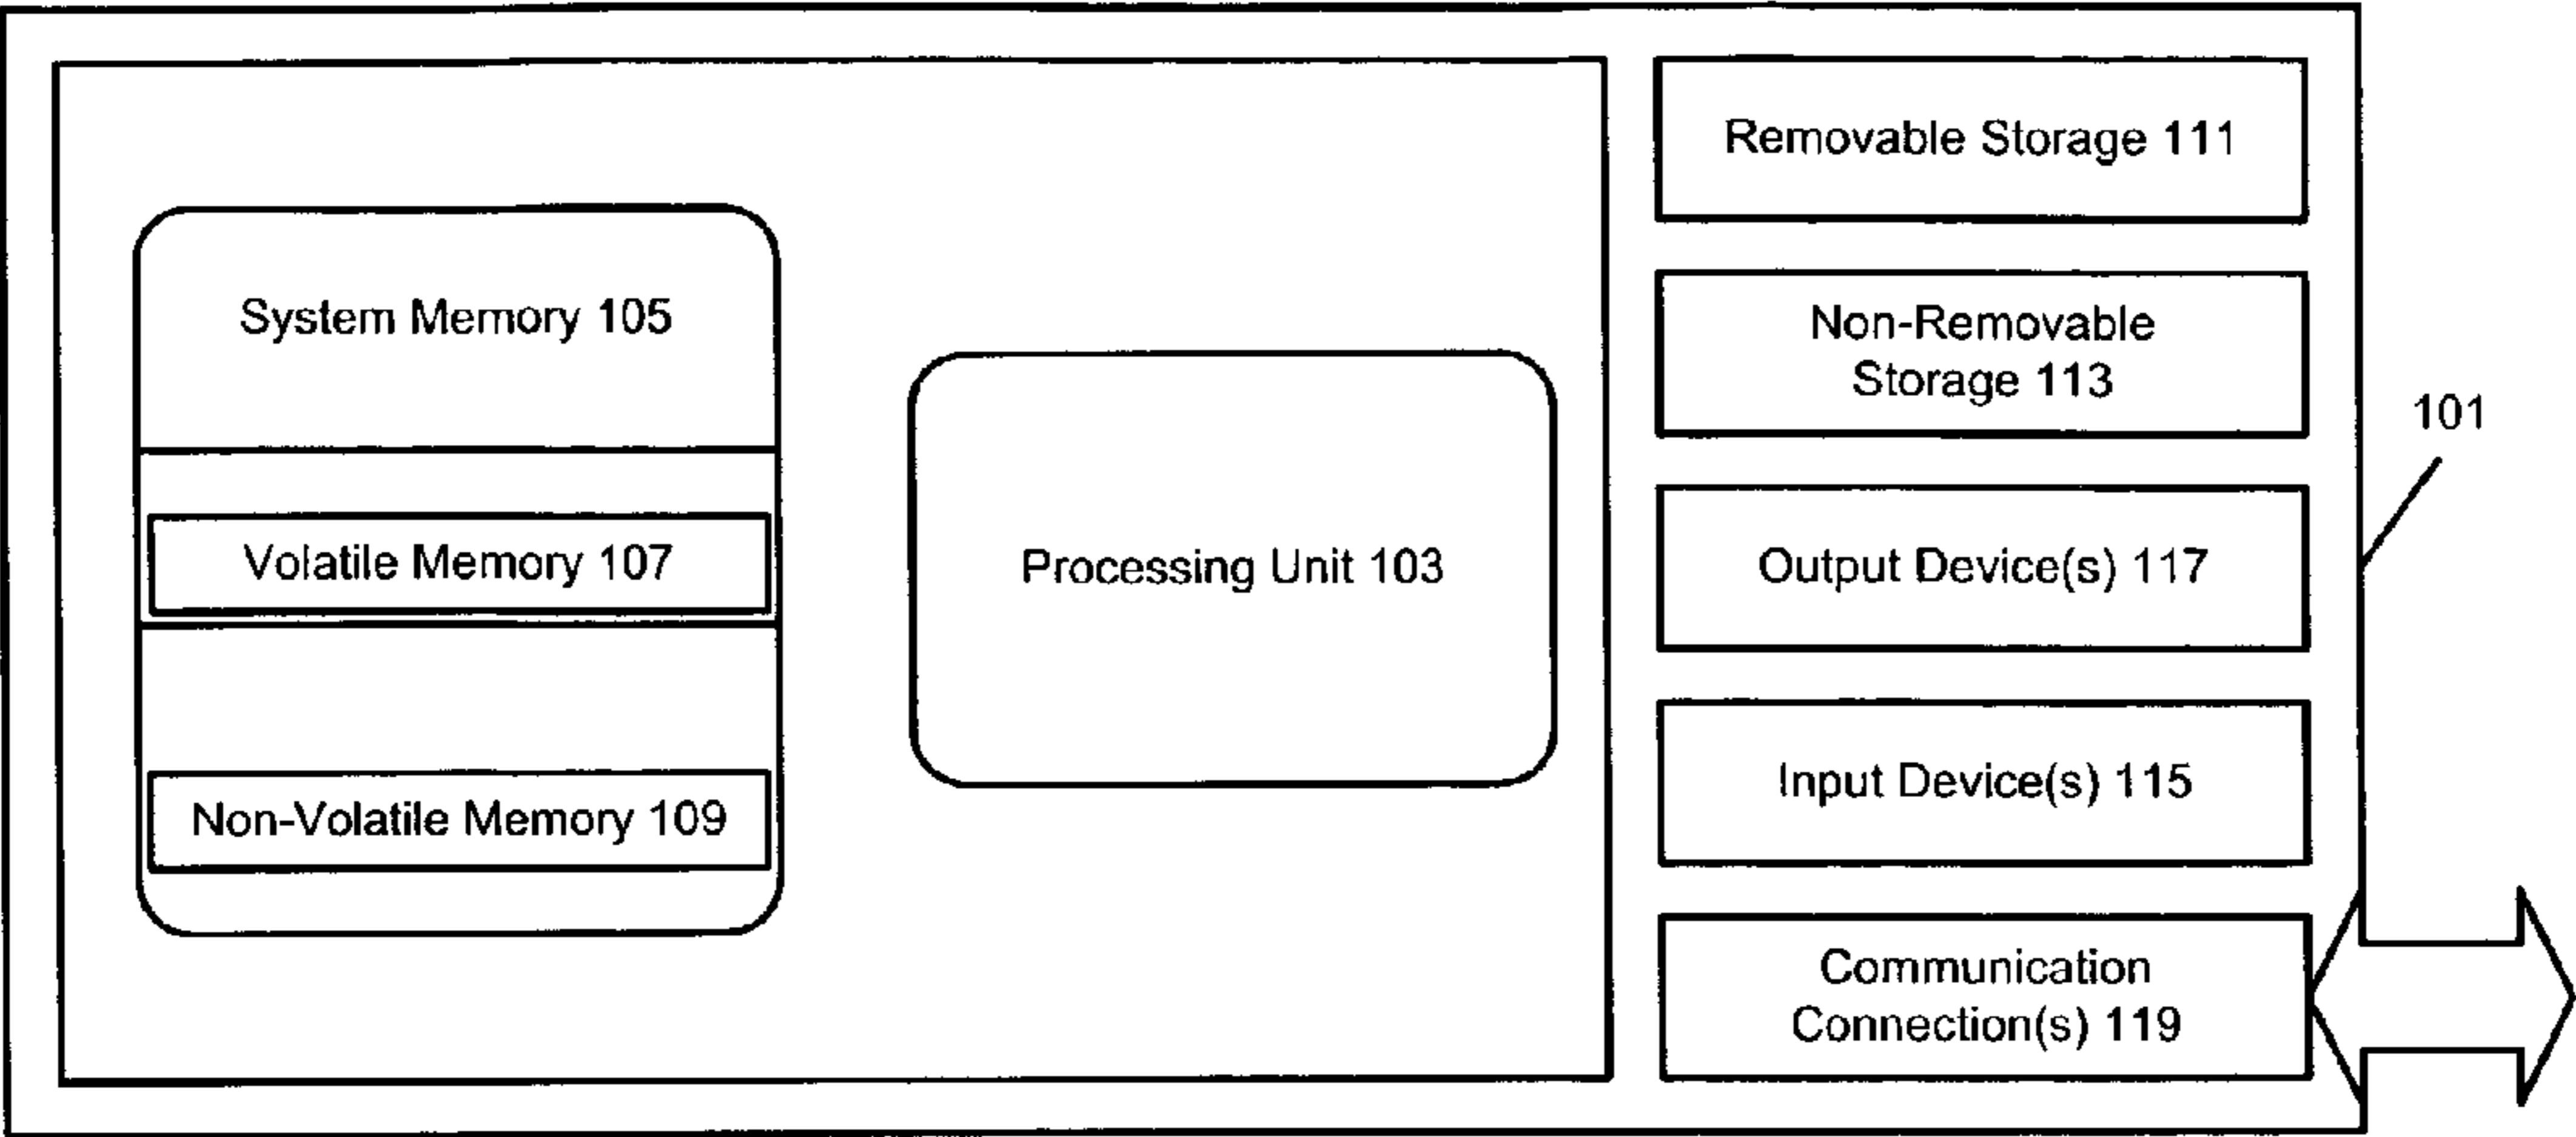 System Memory 105
Volatile Memory 107
Non-Volatile Memory 109
Processing Unit 103
Removable Storage 111
Non-Removable
Storage 113
Output Device(s) 117
Input Device(s) 115
Communication
Connection(s) 119
101